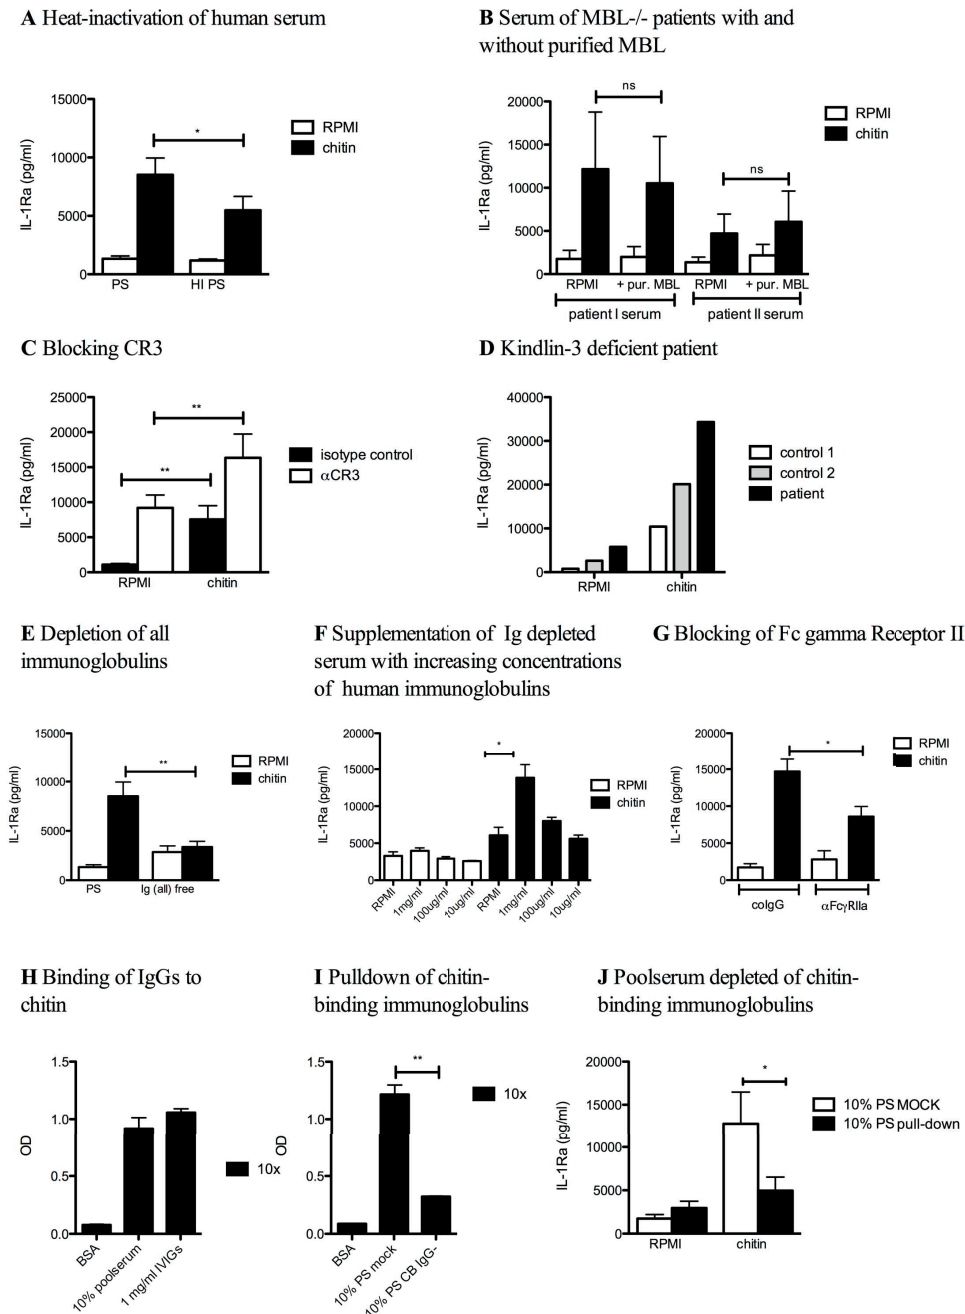 A Heat-inactivation of human serum
15000
10000
5000
0
IL-1Ra (pg/ml)
*
PS
HI PS
RPMI
chitin
B Serum of MBL-/- patients with and
without purified MBL
20000
15000
10000
5000
0
IL-1Ra (pg/ml)
ns
ns
RPMI
+ pur. MBL
RPMI
+ pur. MBL
patient I serum
patient II serum
RPMI
chitin
C Blocking CR3
25000
20000
15000
10000
5000
0
IL-1Ra (pg/ml)
**
**
RPMI
chitin
isotype control
αCR3
D Kindlin-3 deficient patient
40000
30000
20000
10000
0
IL-1Ra (pg/ml)
RPMI
chitin
control 1
control 2
patient
E Depletion of all
immunoglobulins
15000
10000
5000
0
IL-1Ra (pg/ml)
**
PS
Ig (all) free
RPMI
chitin
F Supplementation of Ig depleted
serum with increasing concentrations
of human immunoglobulins
20000
15000
10000
5000
0
IL-1Ra (pg/ml)
*
RPMI
1mg/ml
100ug/ml
10ug/ml
RPMI
1mg/ml
100ug/ml
10ug/ml
RPMI
chitin
G Blocking of Fc gamma Receptor II
20000
15000
10000
5000
0
IL-1Ra (pg/ml)
*
coIgG
αFcγRIIa
RPMI
chitin
H Binding of IgGs to
chitin
1.5
1.0
0.5
0.0
OD
BSA
10% poolserum
1 mg/ml IVIGs
10x
I Pulldown of chitin-
binding immunoglobulins
1.5
1.0
0.5
0.0
OD
**
BSA
10% PS mock
10% PS CB IgG-
10x
J Poolserum depleted of chitin-
binding immunoglobulins
20000
15000
10000
5000
0
IL-1Ra (pg/ml)
*
RPMI
chitin
10% PS MOCK
10% PS pull-down